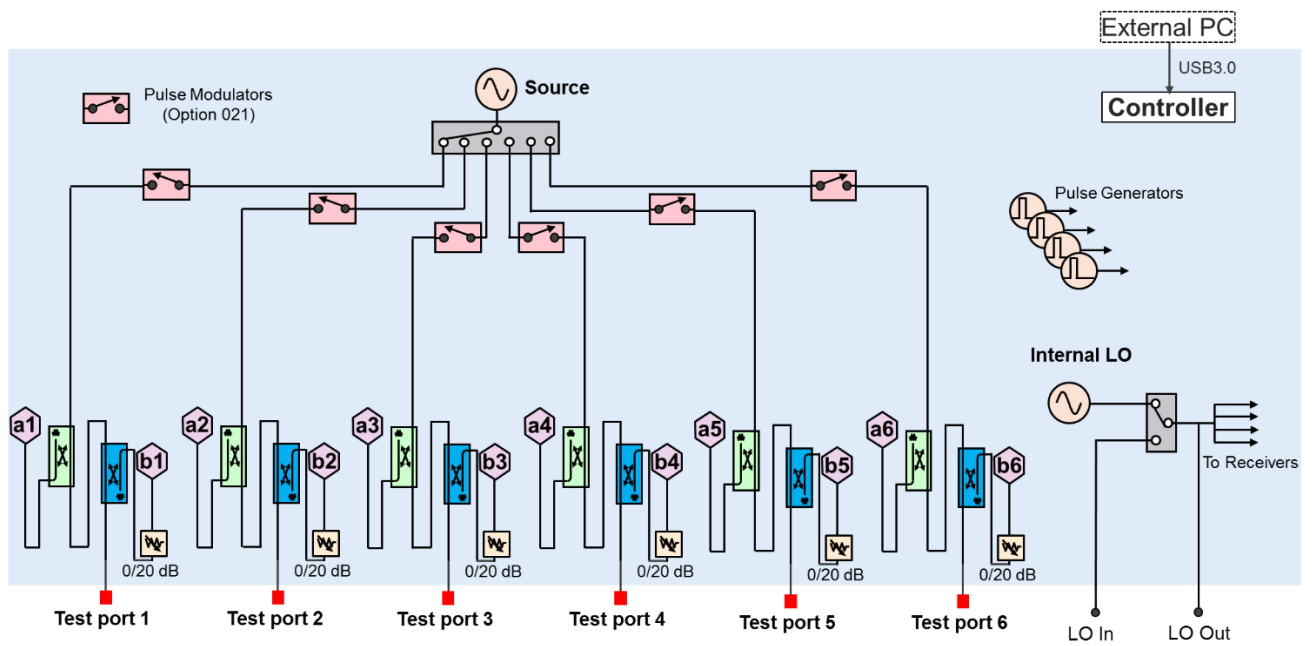 External PC
USB3.0
Controller
Source
Pulse Modulators
(Option 021)
Pulse Generators
Internal LO
To Receivers
a1
a2
a3
a4
a5
a6
b1
b2
b3
b4
b5
b6
0/20 dB
0/20 dB
0/20 dB
0/20 dB
0/20 dB
0/20 dB
Test port 1
Test port 2
Test port 3
Test port 4
Test port 5
Test port 6
LO In
LO Out